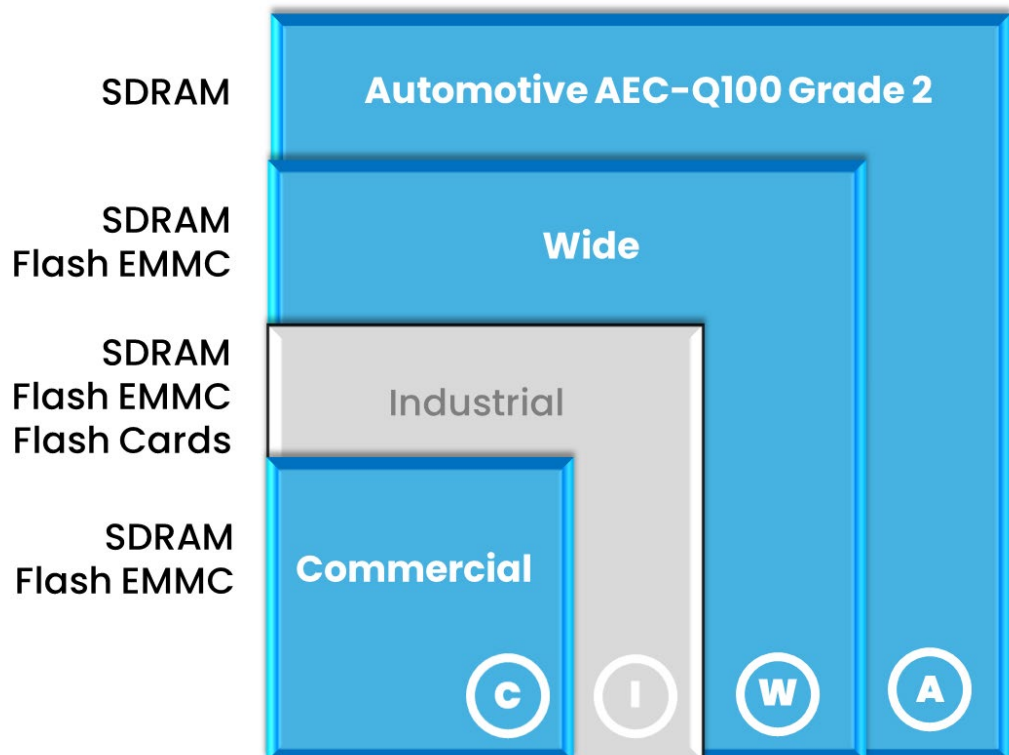 SDRAM
Automotive AEC-Q100 Grade 2
SDRAM
Flash EMMC
Wide
SDRAM
Flash EMMC
Flash Cards
Industrial
SDRAM
Flash EMMC
Commercial
C
I
W
A